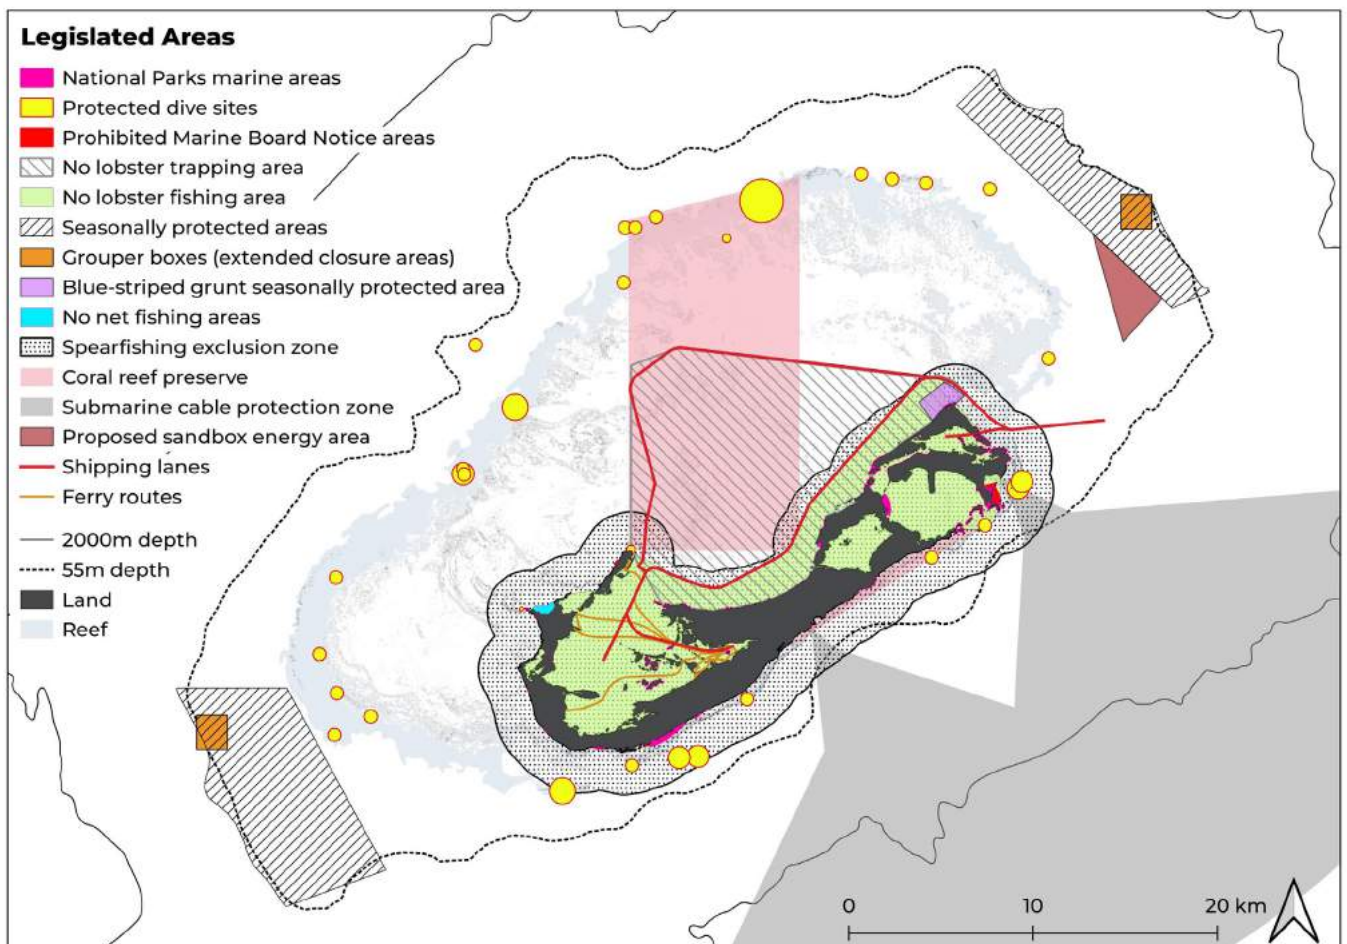 Legislated Areas
National Parks marine areas
Protected dive sites
Prohibited Marine Board Notice areas
No lobster trapping area
No lobster fishing area
Seasonally protected areas
Grouper boxes (extended closure areas)
Blue-striped grunt seasonally protected area
No net fishing areas
Spearfishing exclusion zone
Coral reef preserve
Submarine cable protection zone
Proposed sandbox energy area
Shipping lanes
Ferry routes
2000m depth
55m depth
Land
Reef
0 10 20 km